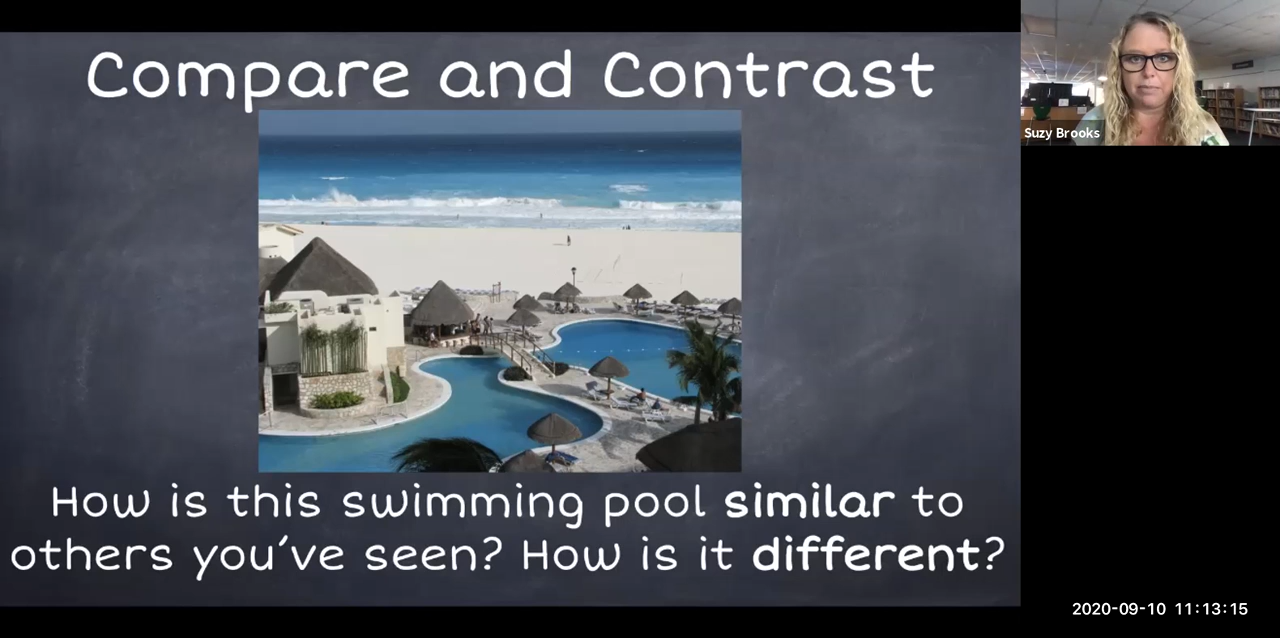 Compare and Contrast
Suzy Brooks
How is this swimming pool similar to
others you've seen? How is it different?
2020-09-10 11:13:15